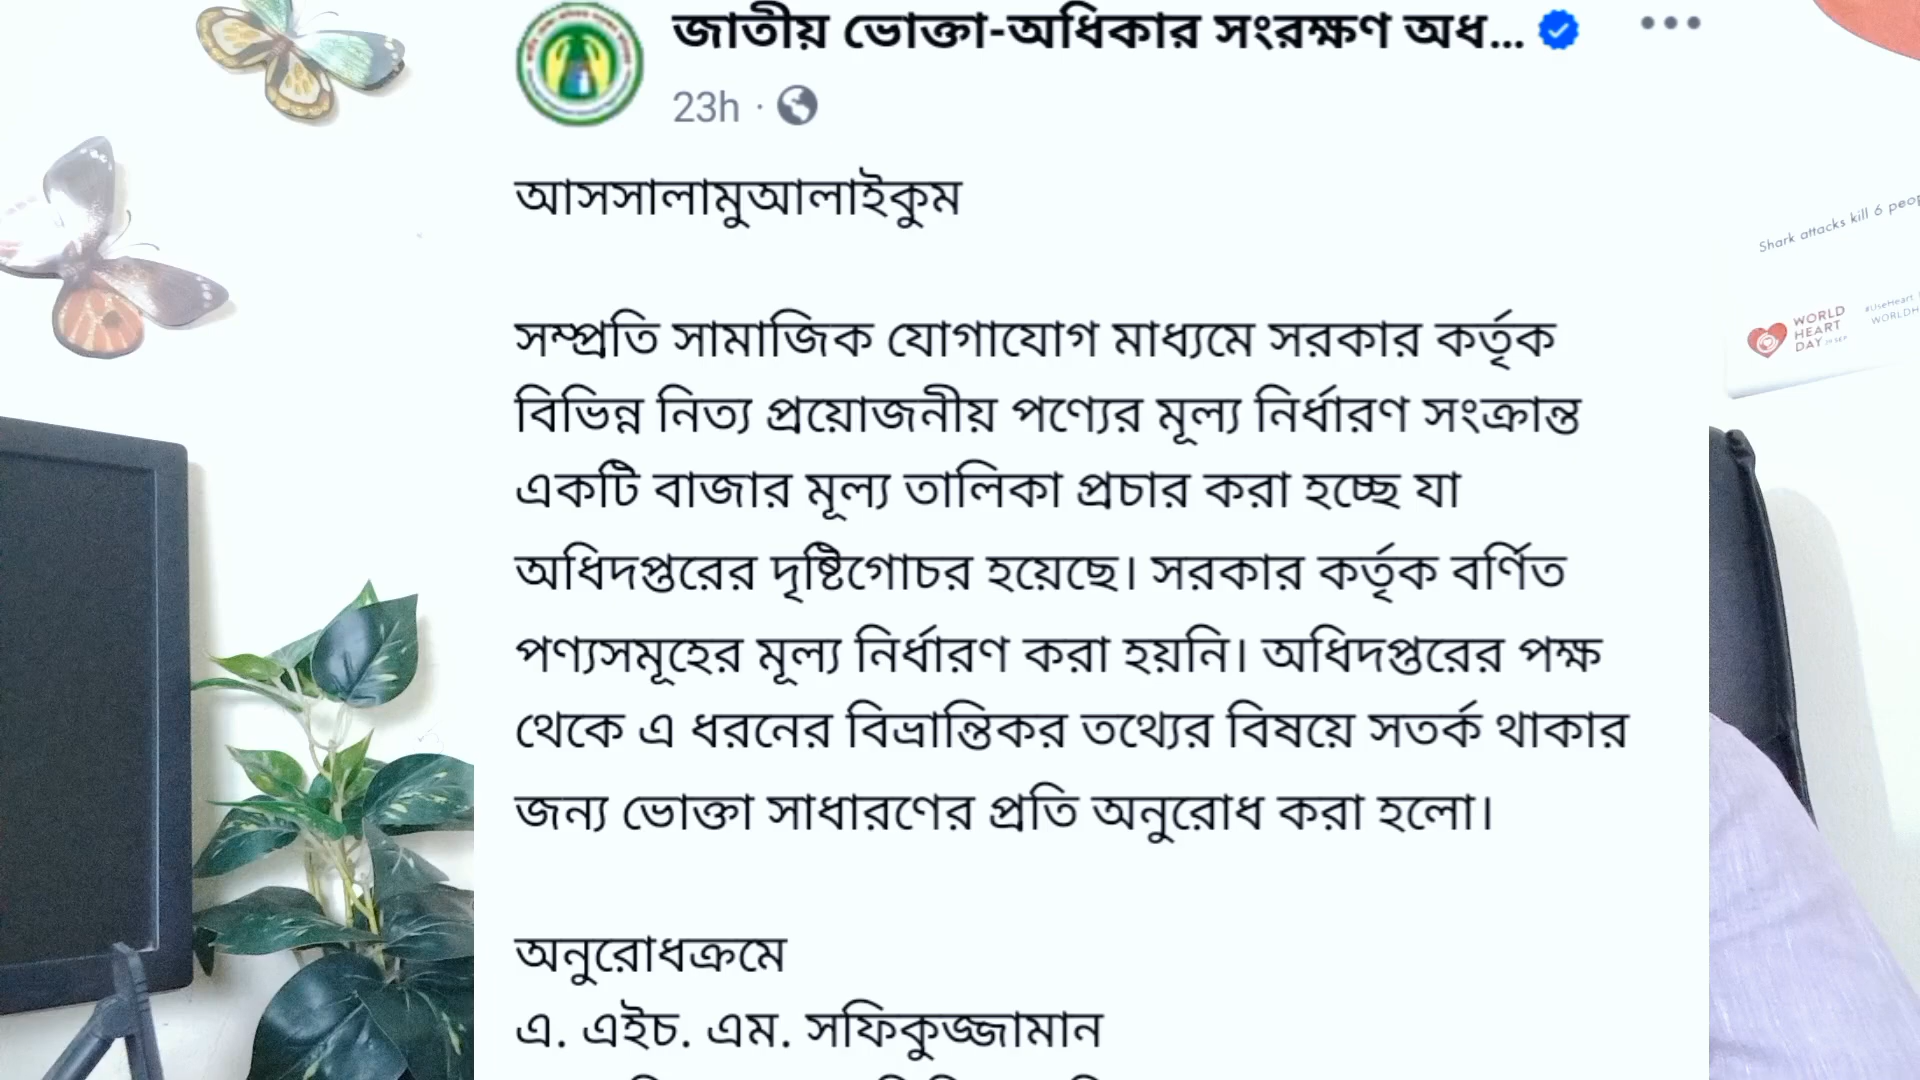 জাতীয় ভোক্তা-অধিকার সংরক্ষণ অধ...
23h ·
আসসালামুআলাইকুম
সম্প্রতি সামাজিক যোগাযোগ মাধ্যমে সরকার কর্তৃক
বিভিন্ন নিত্য প্রয়োজনীয় পণ্যের মূল্য নির্ধারণ সংক্রান্ত
একটি বাজার মূল্য তালিকা প্রচার করা হচ্ছে যা
অধিদপ্তরের দৃষ্টিগোচর হয়েছে। সরকার কর্তৃক বর্ণিত
পণ্যসমূহের মূল্য নির্ধারণ করা হয়নি। অধিদপ্তরের পক্ষ
থেকে এ ধরনের বিভ্রান্তিকর তথ্যের বিষয়ে সতর্ক থাকার
জন্য ভোক্তা সাধারণের প্রতি অনুরোধ করা হলো।
অনুরোধক্রমে
এ. এইচ. এম. সফিকুজ্জামান
Shark attacks kill 6
WORLD
HEART
DAY